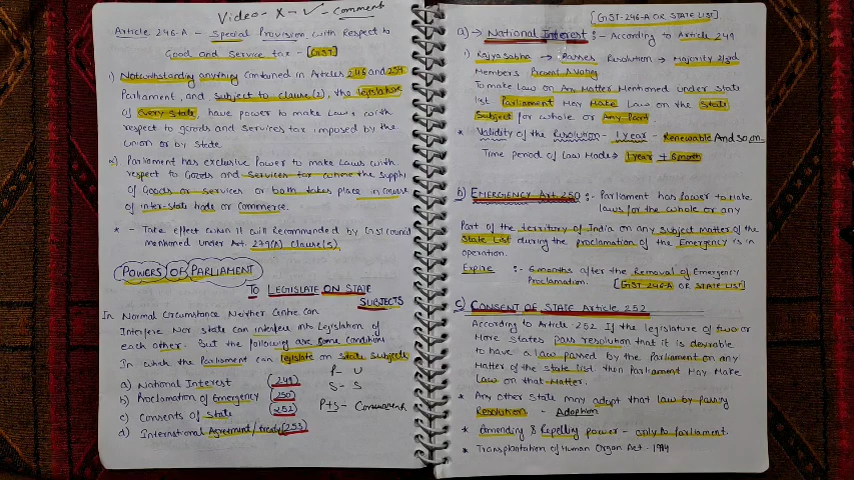 Video - X - ✓ - Comment
Article 246-A - Special Provision with Respect to
Good and Service tax - [GST]
1) Notwithstanding anything contained in Articles 246 and 254
Parliament, and subject to clause (2), the legislature
of every state, have power to make laws with
respect to goods and Services tax imposed by the
union or by state
2) Parliament has exclusive Power to make laws with
respect to Goods and Services tax where the supply
of Goods or services or both takes place in course
of inter-state trade or Commerce.
* - Take effect when it will Recommended by GST council
mentioned under Art. 279(A) Clause(5),
Powers of Parliament
To Legislate on State
Subjects
In Normal Circumstance Neither Centre can
Interfere Nor state can interfere into Legislation of
each other. But the following are some conditions
In which the Parliament can legislate on state Subjects
P- U
S- S
P+S- Concurrent
a) National Interest (249)
b) Proclamation of Emergency (250)
c) Consents of State (252)
d) International Agreement/treaty (253)
[GST-246-A OR STATE LIST]
a) → National Interest :- According to Article 249
1) Rajya Sabha → Passes Resolution → Majority 2/3rd
Members Present & Voting
To make Law on An Matter Mentioned under State
list Parliament May Make Law on the State
Subject for whole or Any Part
* Validity of the Resolution - 1 year - Renewable And so on
Time period of Law Made → 1 year + 6 month
b) Emergency Art 250 :- Parliament has Power to Make
laws for the whole or any
Part of the territory of India on any subject matter of the
State List during the proclamation of the Emergency is in
operation.
Expire :- 6 months after the Removal of Emergency
Proclamation. [GST-246-A OR STATE LIST]
c) Consent of State Article 252
According to Article 252 If the legislature of two or
More states pass resolution that it is desirable
to have a law passed by the Parliament on any
Matter of the state list then Parliament May Make
Law on that Matter.
* Any other State may adopt that law by passing
Resolution - Adoption
* Amending & Repelling power - only to parliament.
* Transplantation of Human Organ Act - 1994